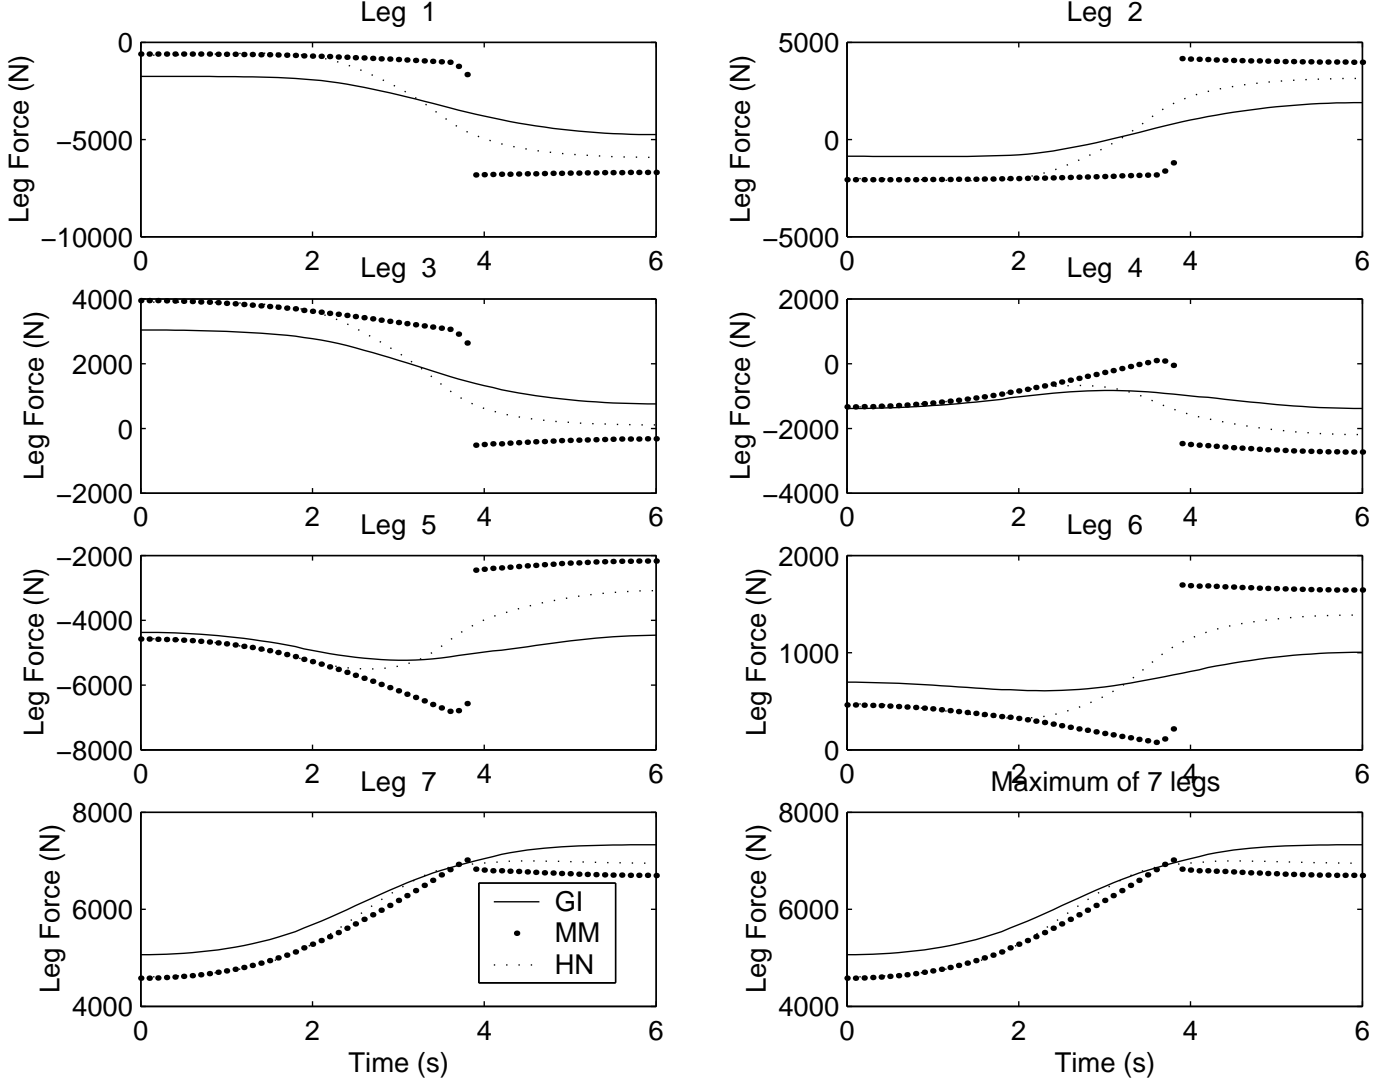 Leg 1
Leg Force (N)
0
−5000
−10000
0 2 4 6
Leg 2
Leg Force (N)
5000
0
−5000
0 2 4 6
Leg 3
Leg Force (N)
4000
2000
0
−2000
0 2 4 6
Leg 4
Leg Force (N)
2000
0
−2000
−4000
0 2 4 6
Leg 5
Leg Force (N)
−2000
−4000
−6000
−8000
0 2 4 6
Leg 6
Leg Force (N)
2000
1000
0
0 2 4 6
Leg 7
Leg Force (N)
8000
6000
4000
0 2 4 6
Time (s)
GI
MM
HN
Maximum of 7 legs
Leg Force (N)
8000
6000
4000
0 2 4 6
Time (s)